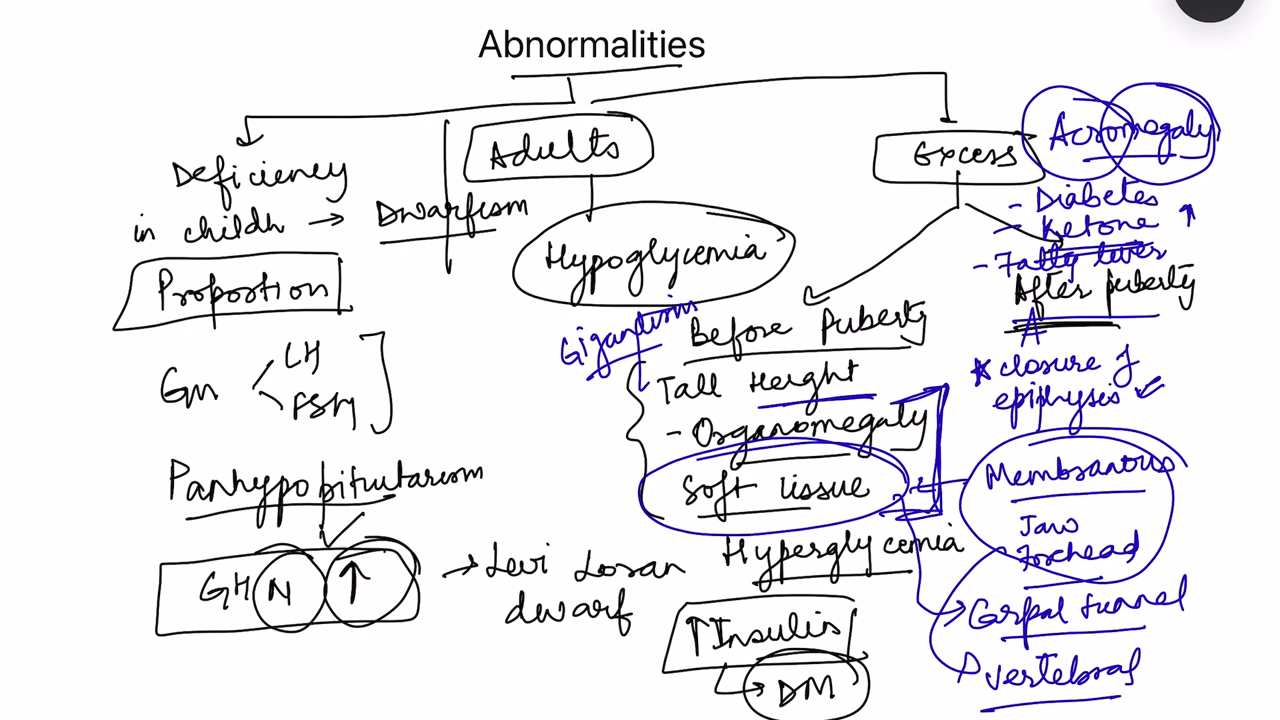 Abnormalities
Deficiency
in childh → Dwarfism
Proportion
Gn
LH
FSH
Panhypopituitarism
GH N ↑
→ Levi Loran
dwarf
Adults
Hypoglycemia
Excess
Gigantism
Before Puberty
Tall Height
- Organomegaly
Soft tissue
Hyperglycemia
↑ Insulin
→ DM
Acromegaly
- Diabetes
- Ketone ↑
- Fatty liver
After puberty
* closure of
epiphysis ✓
Membranous
Jaw
Forehead
Carpal tunnel
vertebral